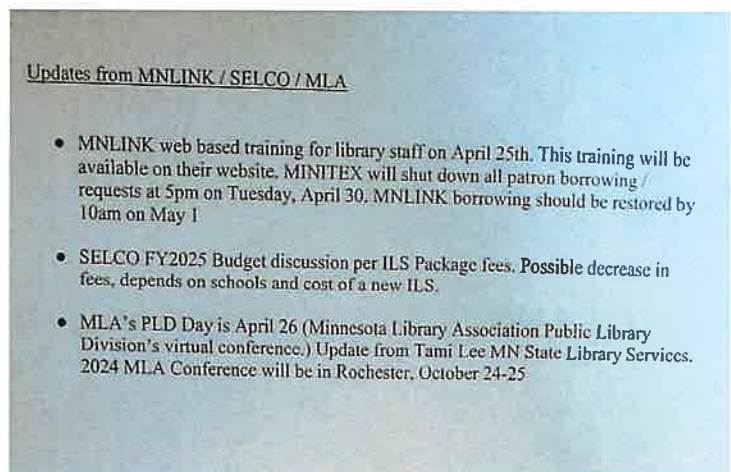 Updates from MNLINK / SELCO / MLA
• MNLINK web based training for library staff on April 25th. This training will be
available on their website. MINITEX will shut down all patron borrowing /
requests at 5pm on Tuesday, April 30. MNLINK borrowing should be restored by
10am on May 1
• SELCO FY2025 Budget discussion per ILS Package fees. Possible decrease in
fees, depends on schools and cost of a new ILS.
• MLA's PLD Day is April 26 (Minnesota Library Association Public Library
Division's virtual conference.) Update from Tami Lee MN State Library Services.
2024 MLA Conference will be in Rochester, October 24-25